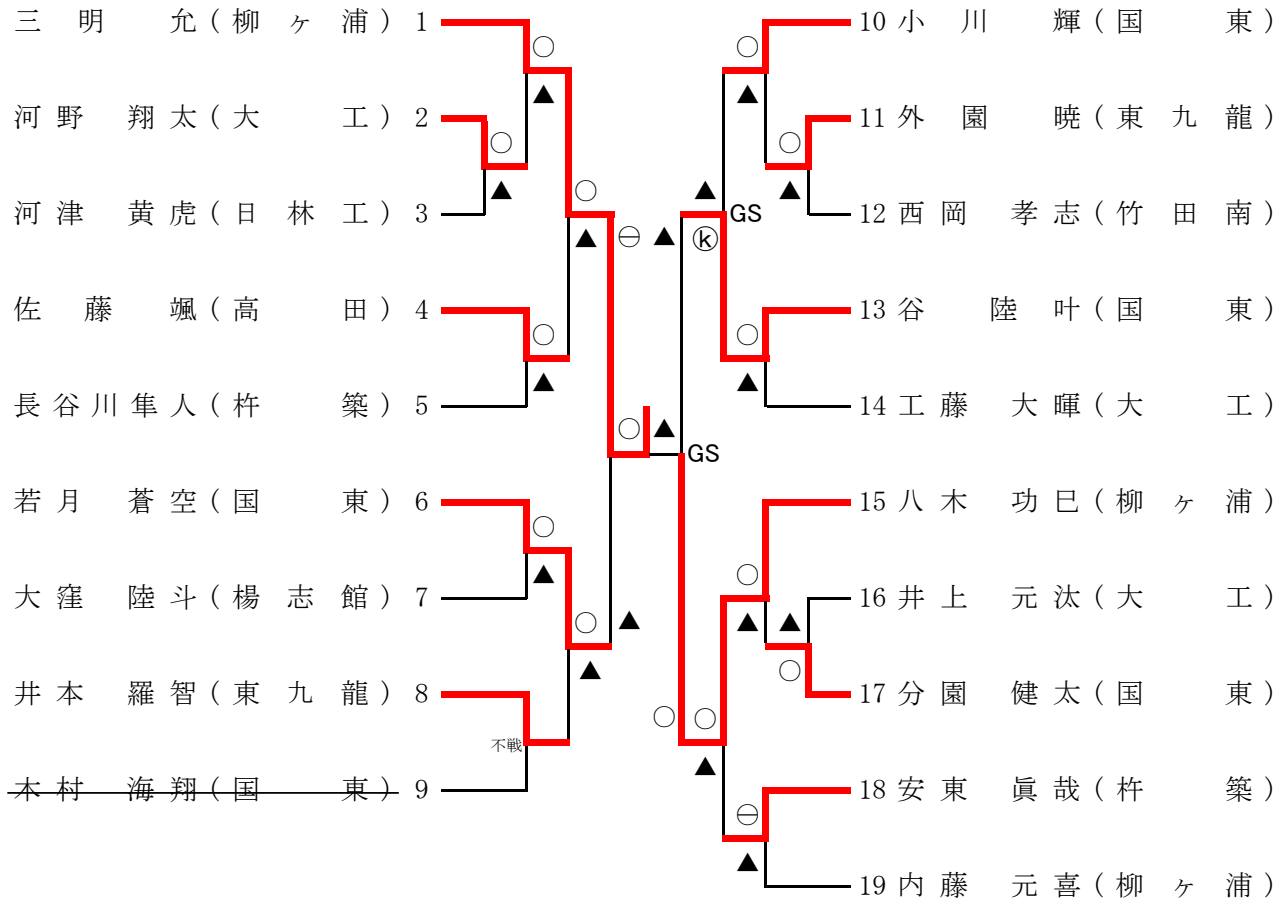 三明 允(柳ヶ浦) 1
○
▲
河野 翔太(大 工) 2
○
▲
河津 黄虎(日林工) 3
○
▲
⊖
佐藤 颯(高 田) 4
○
▲
長谷川隼人(杵 築) 5
○
▲
GS
若月 蒼空(国 東) 6
○
▲
大窪 陸斗(楊志館) 7
○
▲
▲
井本 羅智(東九龍) 8
不戦
木村 海翔(国 東) 9
10 小川 輝(国 東)
○
▲
11 外園 暁(東九龍)
○
▲
12 西岡 孝志(竹田南)
▲
GS
▲
ⓚ
13 谷 陸叶(国 東)
○
▲
14 工藤 大暉(大 工)
15 八木 功巳(柳ヶ浦)
○
▲
16 井上 元汰(大 工)
▲
○
17 分園 健太(国 東)
○
○
▲
18 安東 眞哉(杵 築)
⊖
▲
19 内藤 元喜(柳ヶ浦)